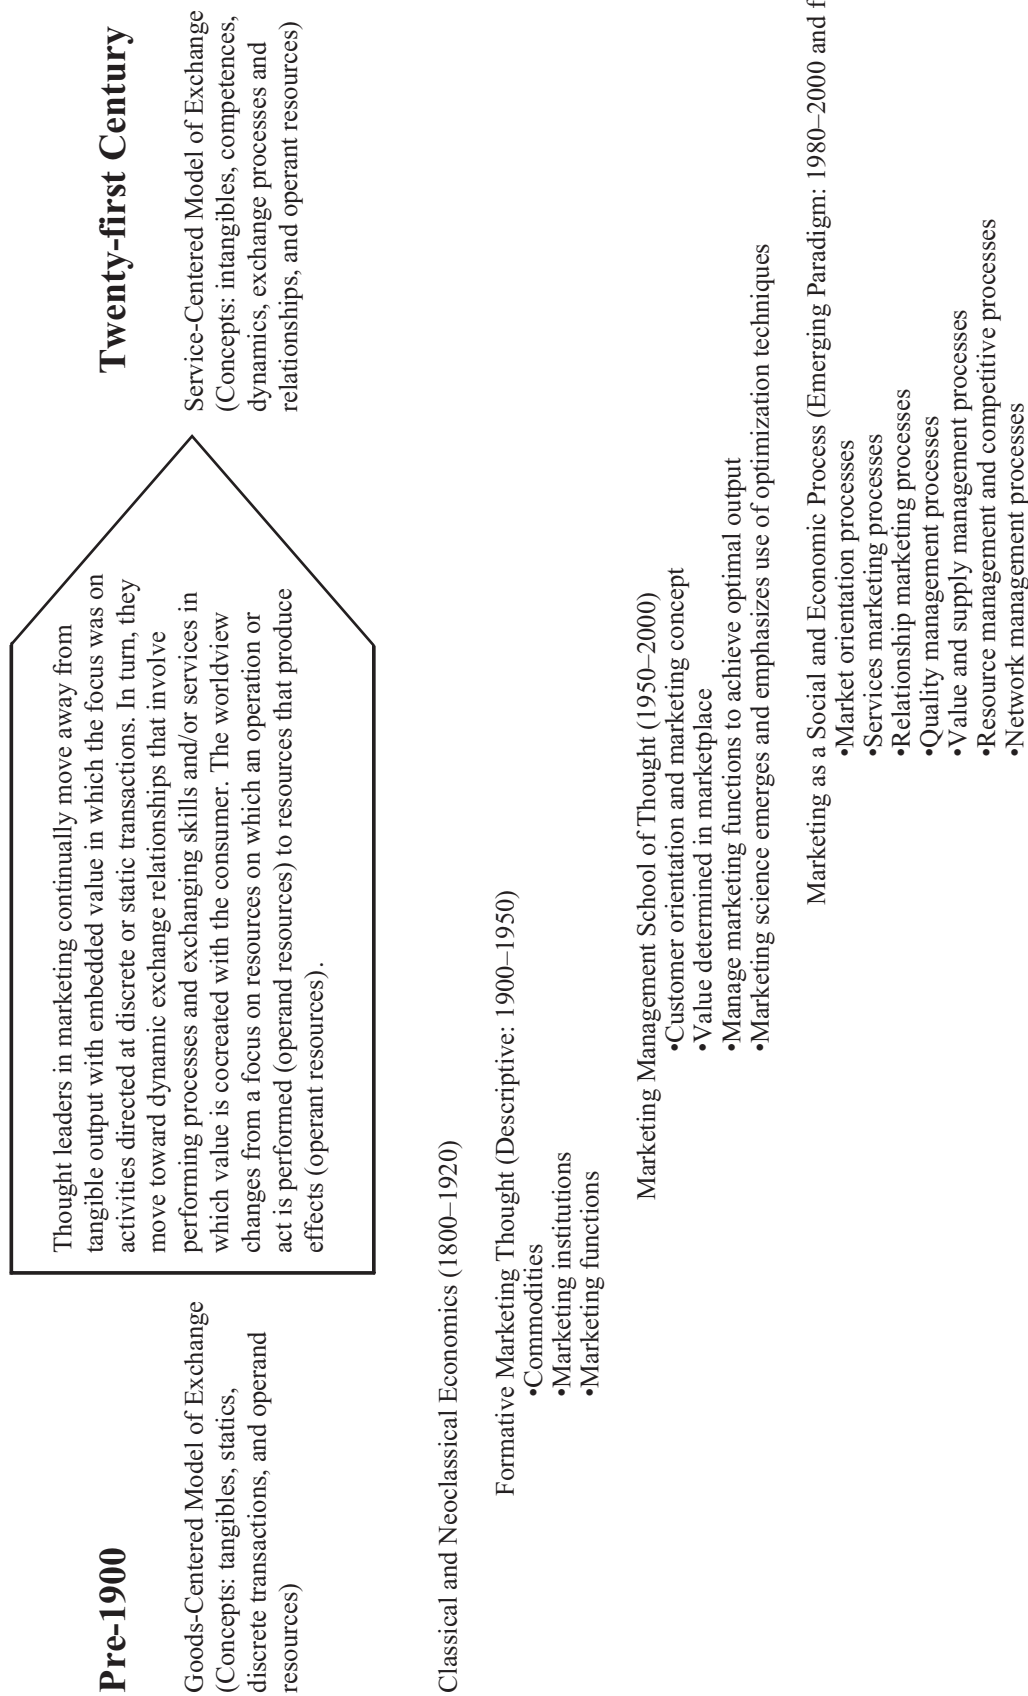 Pre-1900
Goods-Centered Model of Exchange
(Concepts: tangibles, statics,
discrete transactions, and operand
resources)
Thought leaders in marketing continually move away from
tangible output with embedded value in which the focus was on
activities directed at discrete or static transactions. In turn, they
move toward dynamic exchange relationships that involve
performing processes and exchanging skills and/or services in
which value is cocreated with the consumer. The worldview
changes from a focus on resources on which an operation or
act is performed (operand resources) to resources that produce
effects (operant resources).
Twenty-first Century
Service-Centered Model of Exchange
(Concepts: intangibles, competences,
dynamics, exchange processes and
relationships, and operant resources)
Classical and Neoclassical Economics (1800–1920)
Formative Marketing Thought (Descriptive: 1900–1950)
•Commodities
•Marketing institutions
•Marketing functions
Marketing Management School of Thought (1950–2000)
•Customer orientation and marketing concept
•Value determined in marketplace
•Manage marketing functions to achieve optimal output
•Marketing science emerges and emphasizes use of optimization techniques
Marketing as a Social and Economic Process (Emerging Paradigm: 1980–2000 and
•Market orientation processes
•Services marketing processes
•Relationship marketing processes
•Quality management processes
•Value and supply management processes
•Resource management and competitive processes
•Network management processes